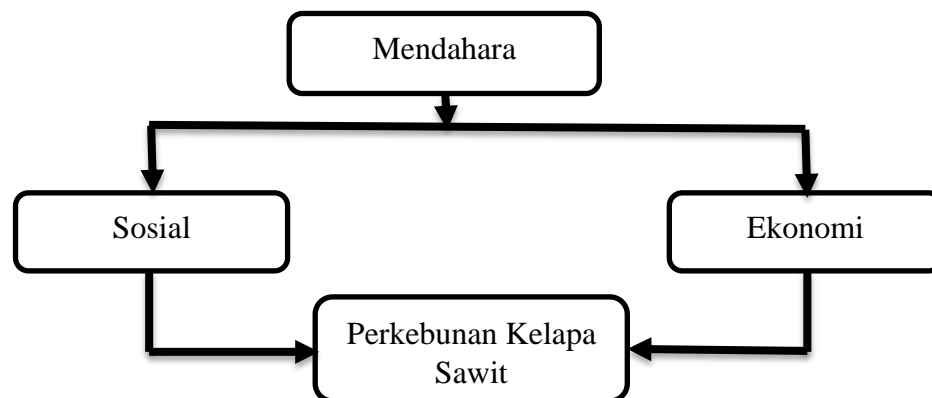 Mendahara
Sosial
Ekonomi
Perkebunan Kelapa
Sawit